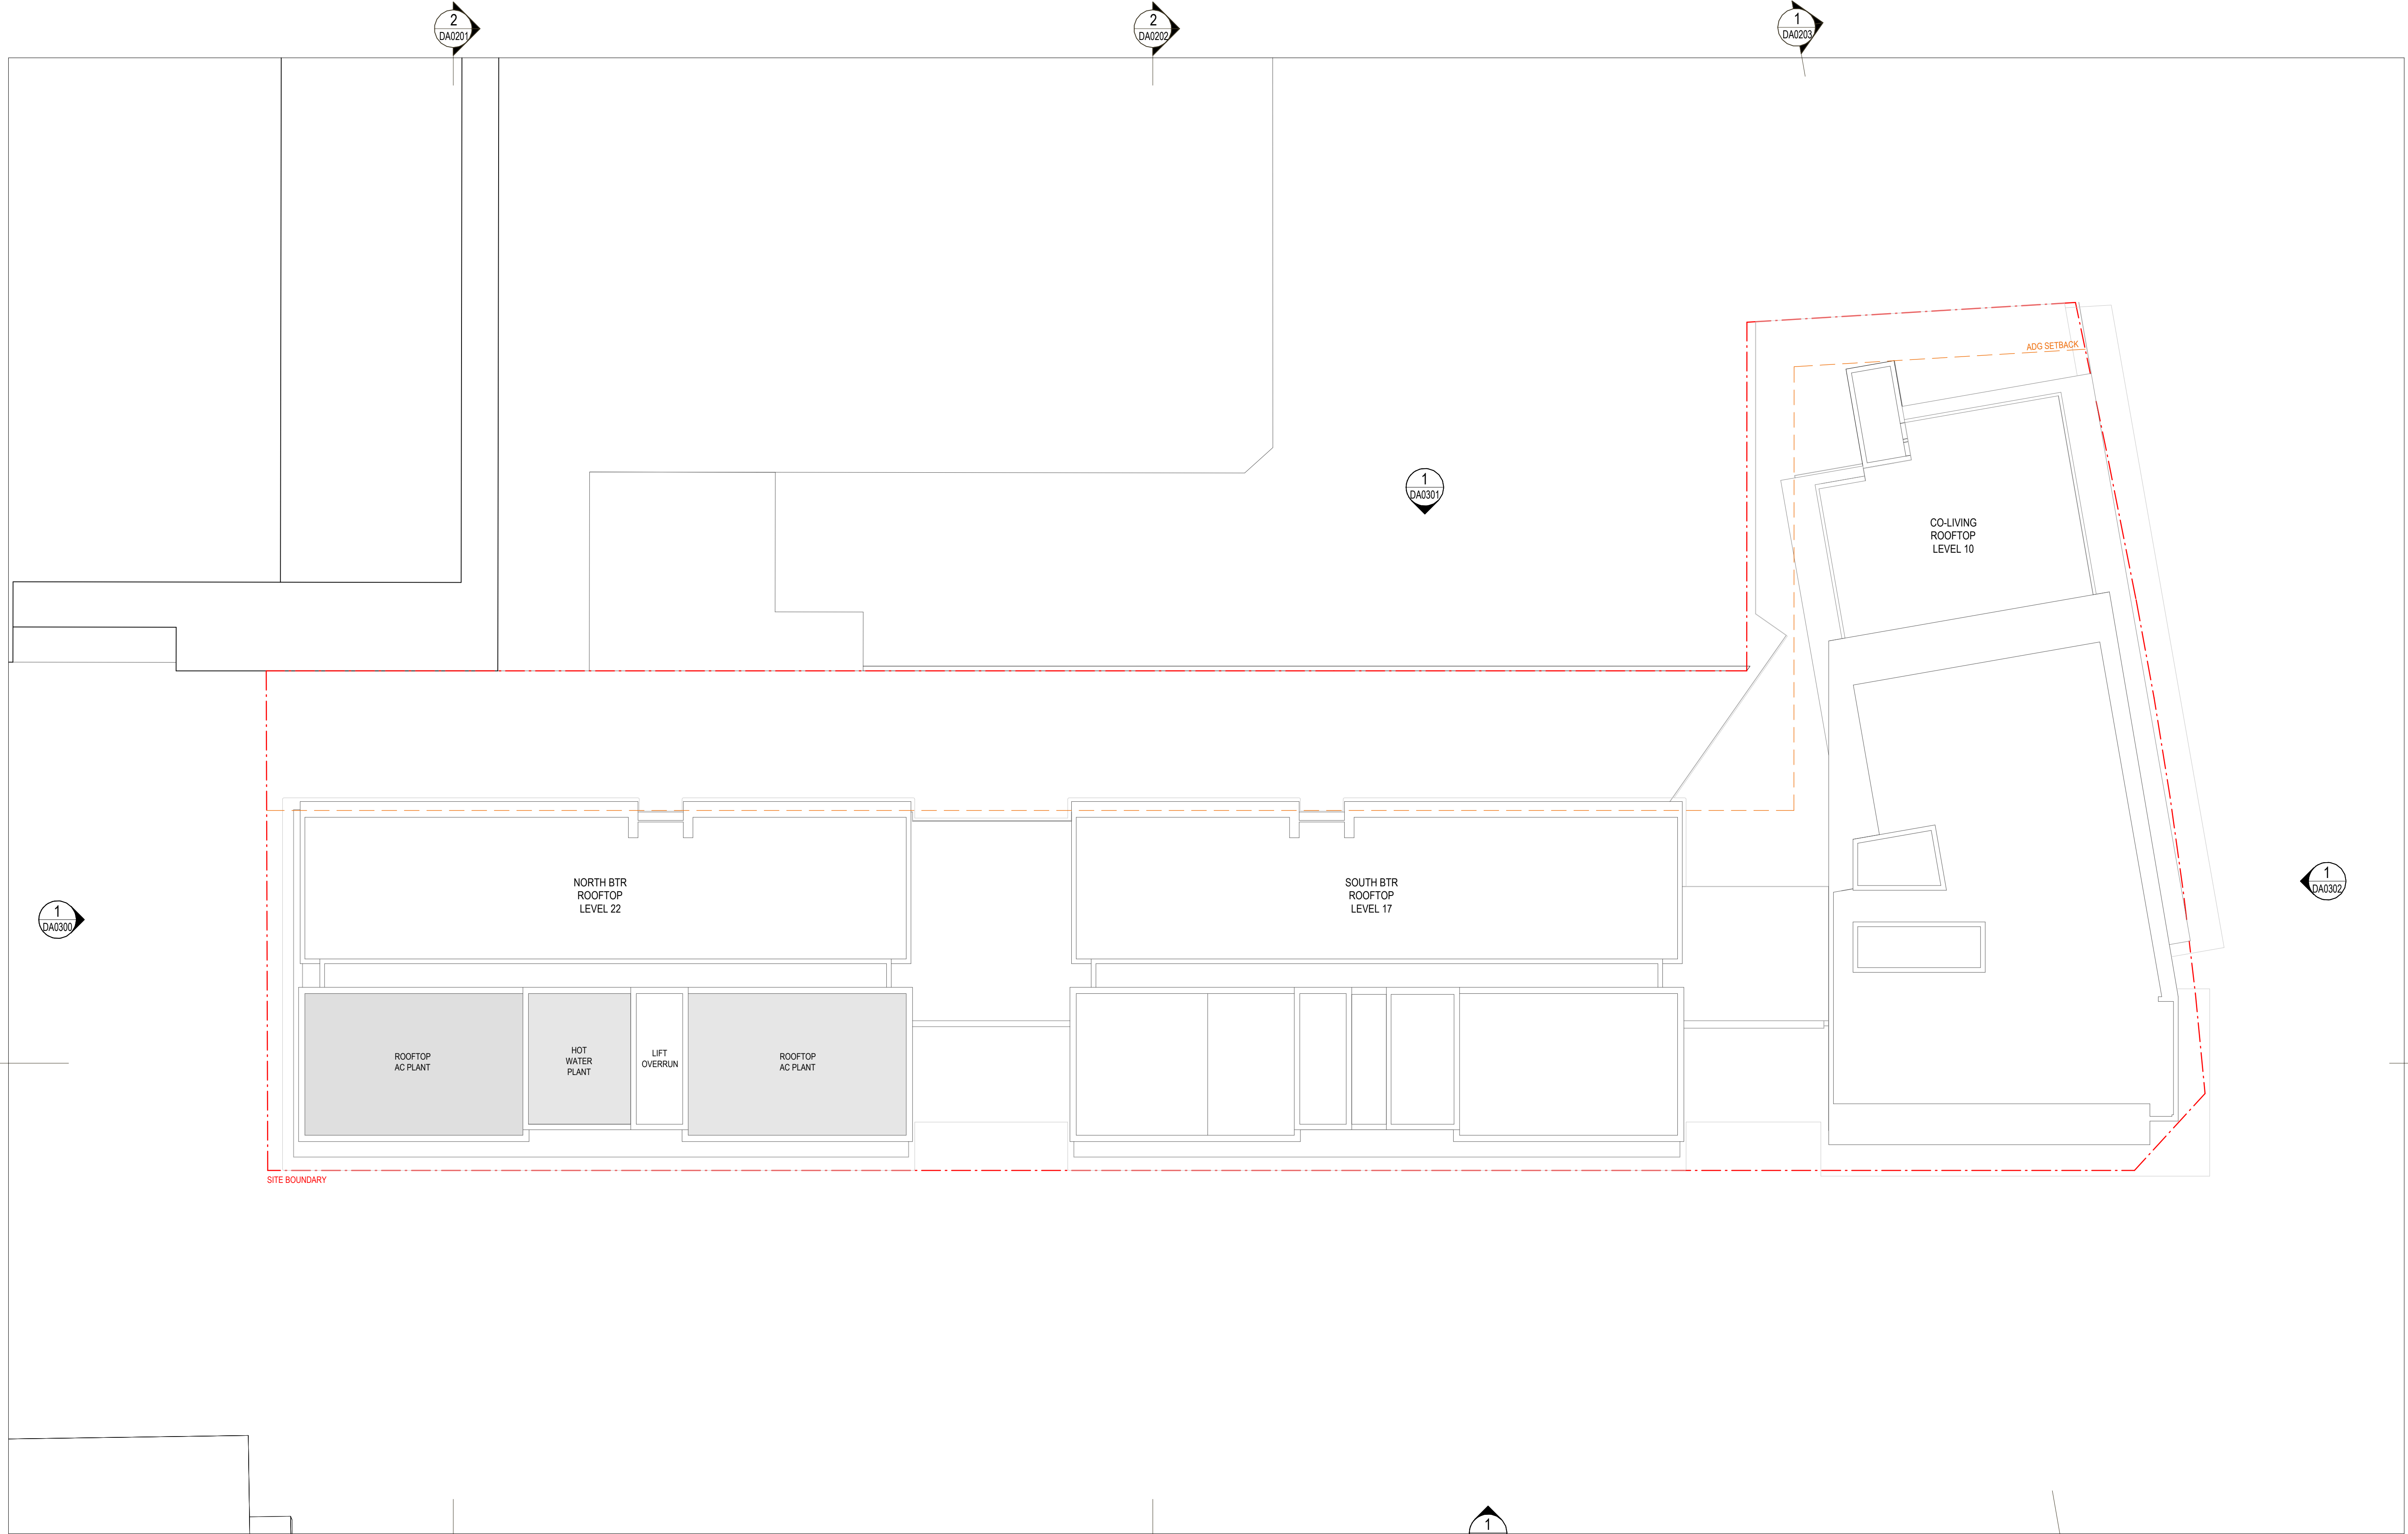 2
DA0201
2
DA0202
1
DA0203
ADG SETBACK
1
DA0301
CO-LIVING
ROOFTOP
LEVEL 10
NORTH BTR
ROOFTOP
LEVEL 22
SOUTH BTR
ROOFTOP
LEVEL 17
1
DA0300
1
DA0302
ROOFTOP
AC PLANT
HOT
WATER
PLANT
LIFT
OVERRUN
ROOFTOP
AC PLANT
SITE BOUNDARY
1